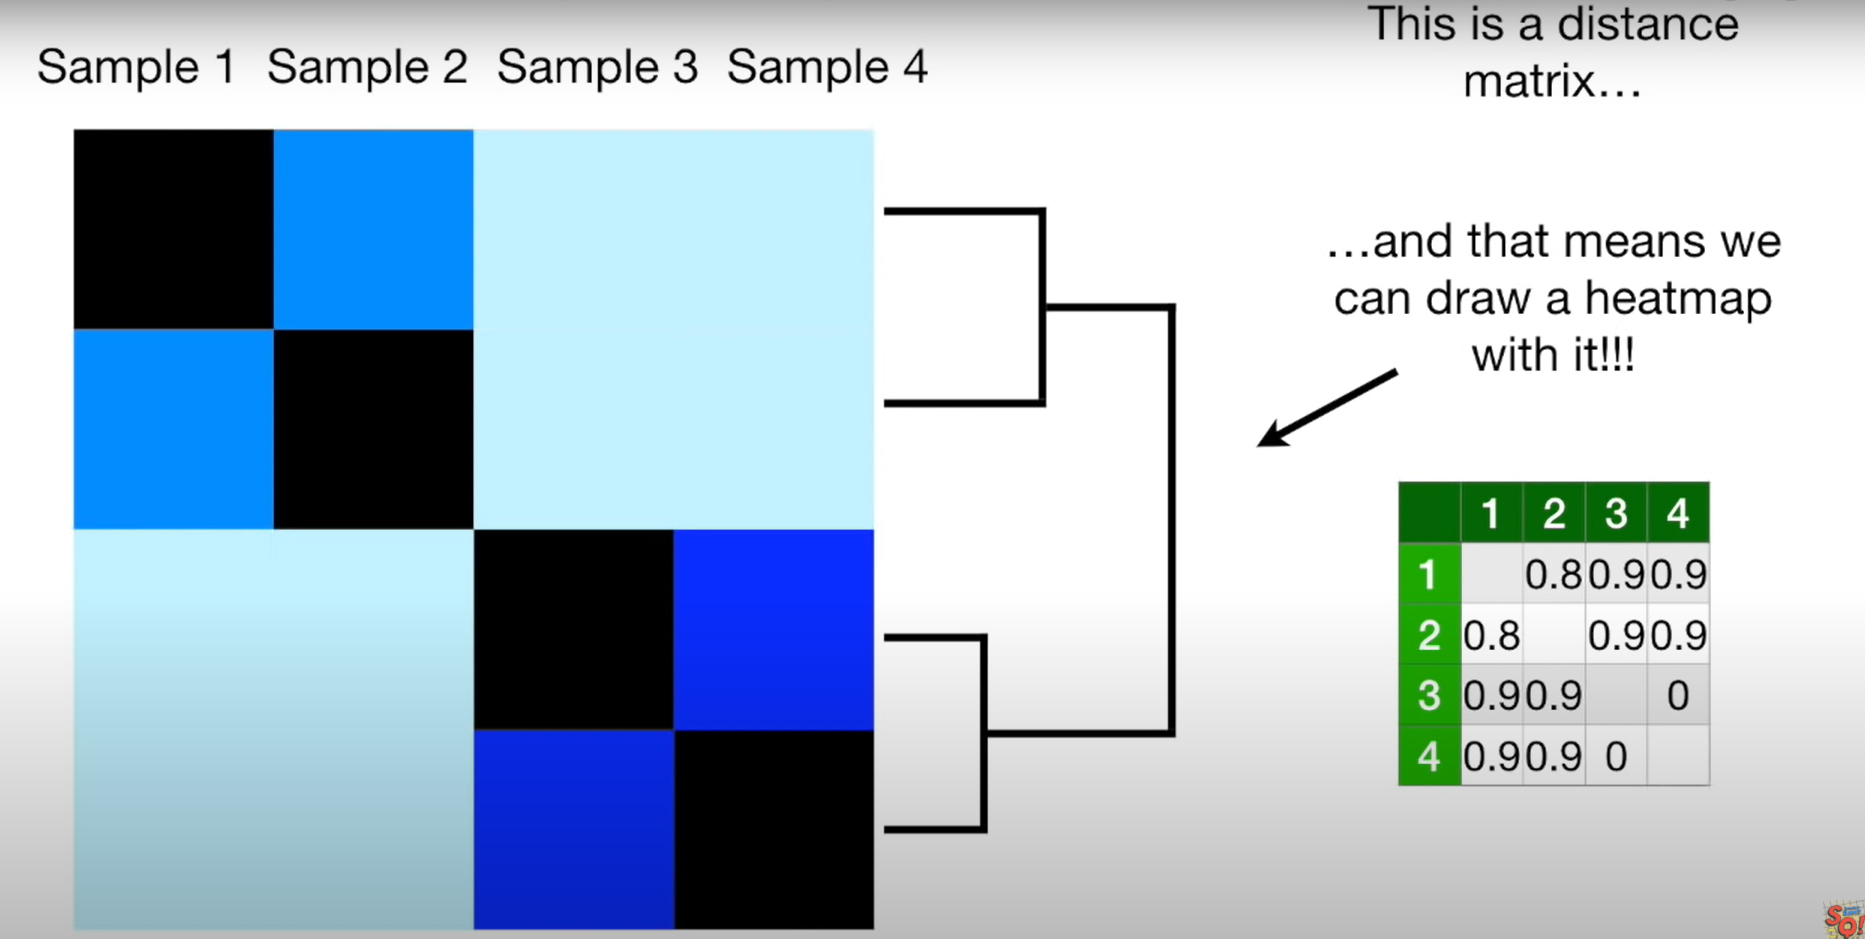 Sample 1 Sample 2 Sample 3 Sample 4
This is a distance
matrix…
…and that means we
can draw a heatmap
with it!!!
1 2 3 4
1 0.8 0.9 0.9
2 0.8 0.9 0.9
3 0.9 0.9 0
4 0.9 0.9 0
SQ!